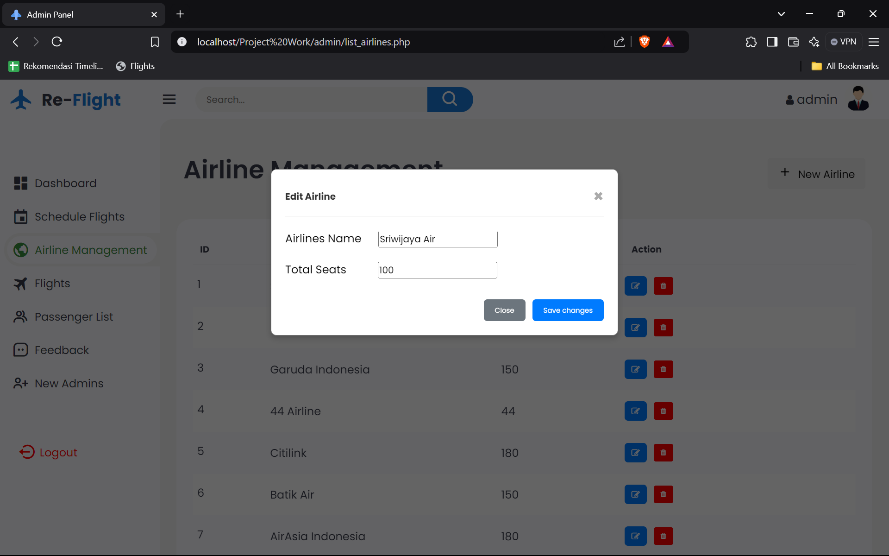 Admin Panel
localhost/Project%20Work/admin/list_airlines.php
VPN
Rekomendasi Timeli...
Flights
All Bookmarks
Re-Flight
Search...
admin
Airline Management
New Airline
Dashboard
Schedule Flights
Airline Management
Flights
Passenger List
Feedback
New Admins
Logout
Edit Airline
Airlines Name
Sriwijaya Air
Total Seats
100
Close
Save changes
ID
Action
1
2
3
Garuda Indonesia
150
4
44 Airline
44
5
Citilink
180
6
Batik Air
150
7
AirAsia Indonesia
180